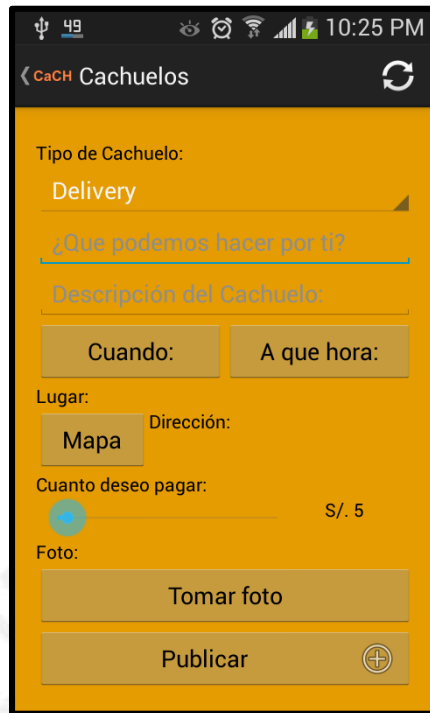 49 10:25 PM
CaCH Cachuelos
Tipo de Cachuelo:
Delivery
¿Que podemos hacer por ti?
Descripción del Cachuelo:
Cuando: A que hora:
Lugar:
Mapa Dirección:
Cuanto deseo pagar:
S/. 5
Foto:
Tomar foto
Publicar